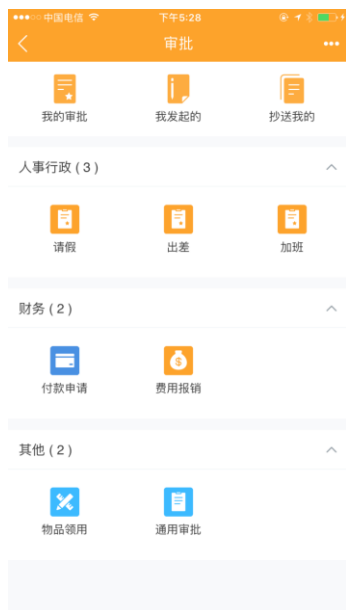 中国电信 下午5:28
审批
我的审批 我发起的 抄送我的
人事行政 ( 3 )
请假 出差 加班
财务 ( 2 )
付款申请 费用报销
其他 ( 2 )
物品领用 通用审批